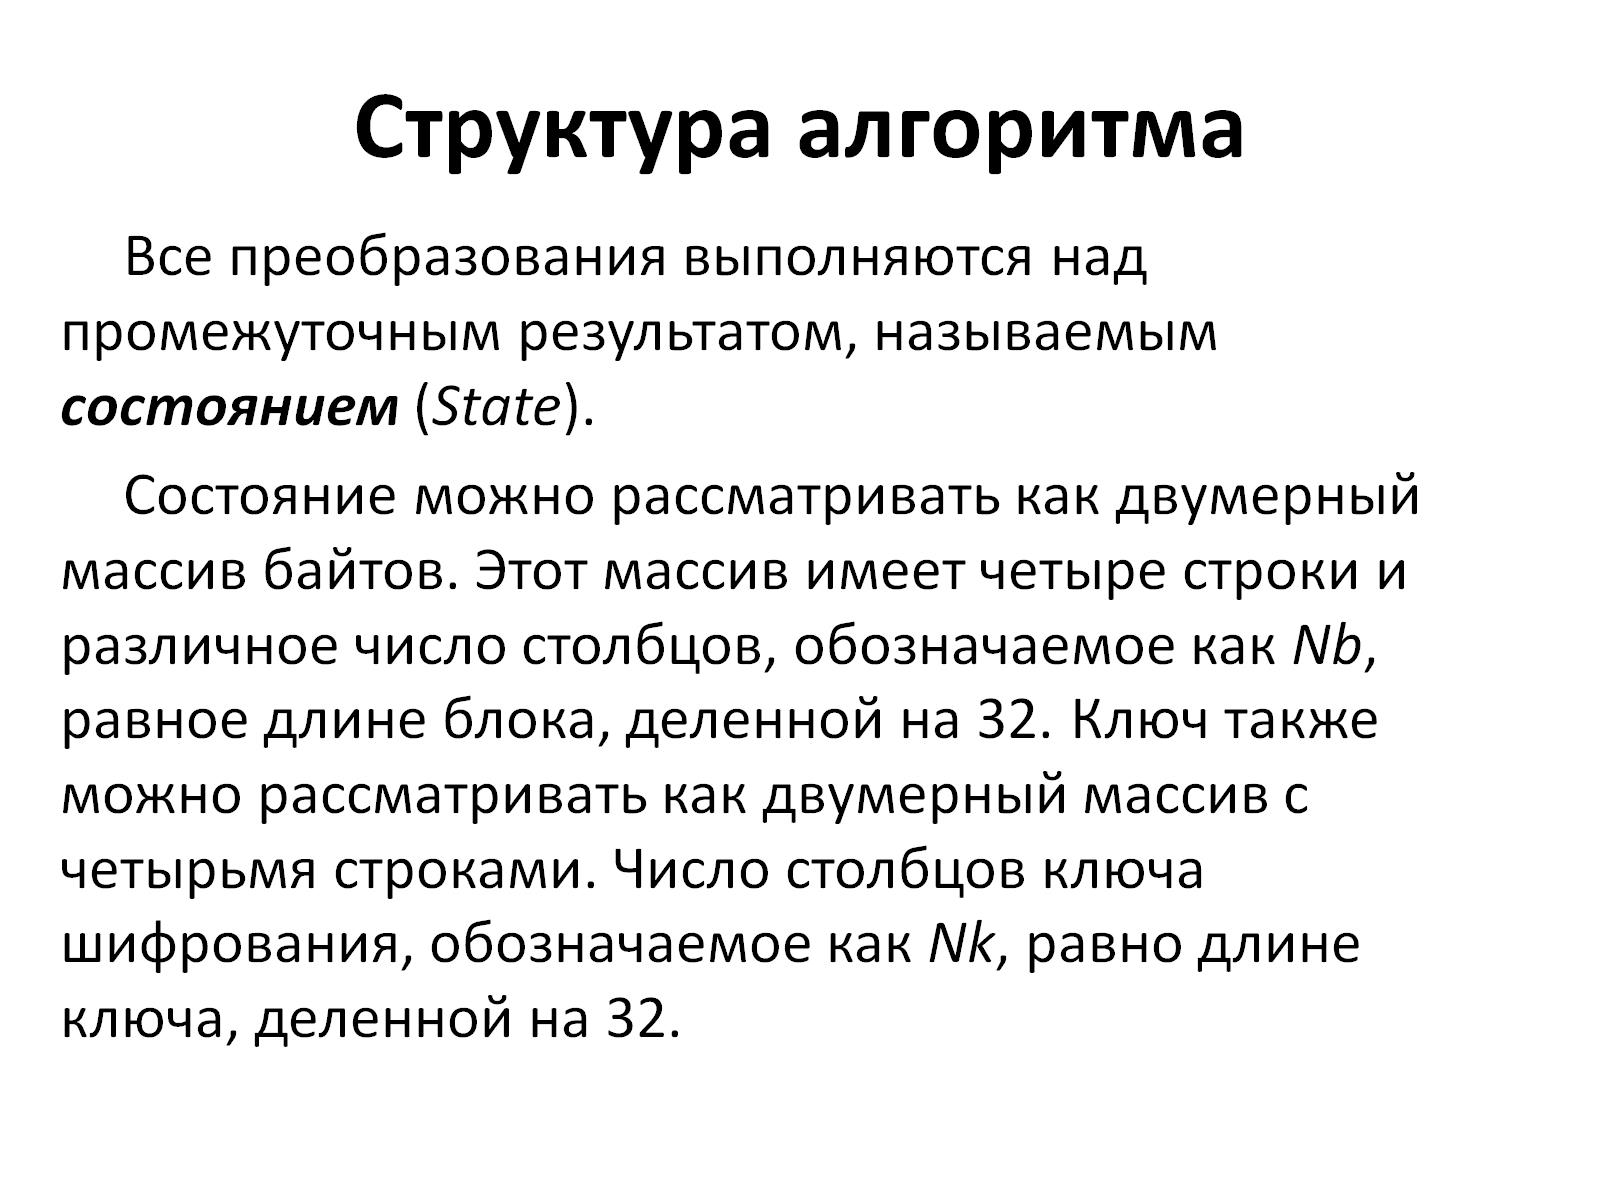 Структура алгоритма
Все преобразования выполняются над
промежуточным результатом, называемым
состоянием (State).
Состояние можно рассматривать как двумерный
массив байтов. Этот массив имеет четыре строки и
различное число столбцов, обозначаемое как Nb,
равное длине блока, деленной на 32. Ключ также
можно рассматривать как двумерный массив с
четырьмя строками. Число столбцов ключа
шифрования, обозначаемое как Nk, равно длине
ключа, деленной на 32.